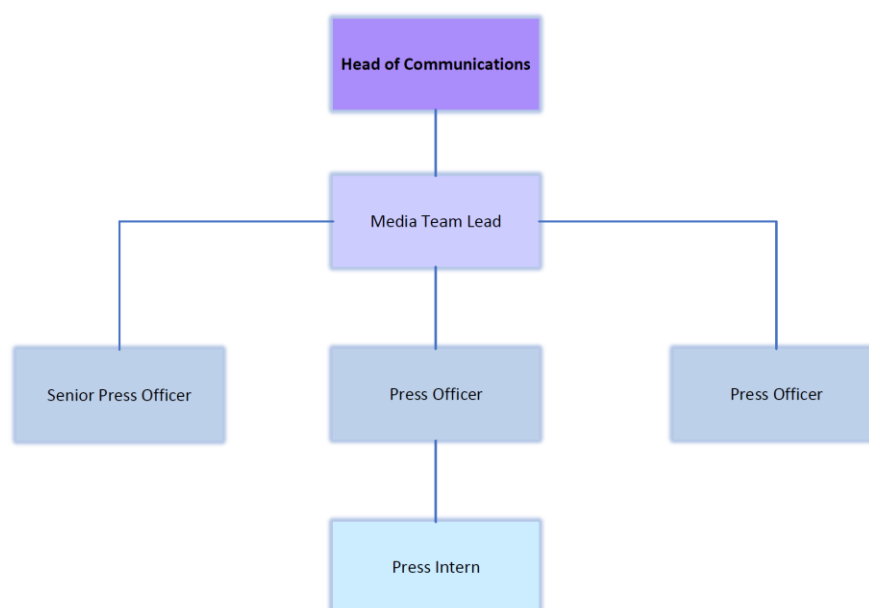 Head of Communications
Media Team Lead
Senior Press Officer
Press Officer
Press Officer
Press Intern